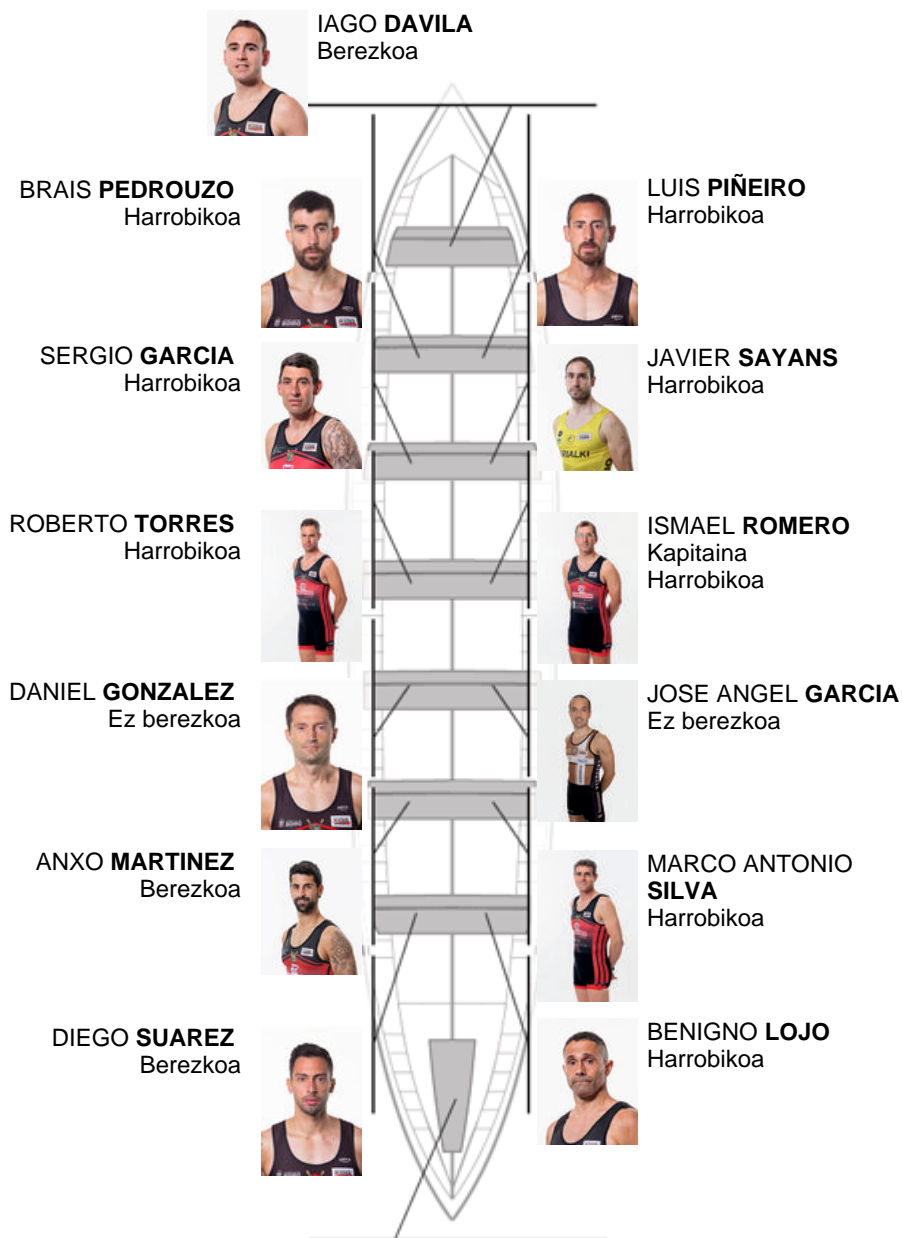 IAGO DAVILA
Berezkoa
BRAIS PEDROUZO
Harrobikoa
LUIS PIÑEIRO
Harrobikoa
SERGIO GARCIA
Harrobikoa
JAVIER SAYANS
Harrobikoa
ROBERTO TORRES
Harrobikoa
ISMAEL ROMERO
Kapitaina
Harrobikoa
DANIEL GONZALEZ
Ez berezkoa
JOSE ANGEL GARCIA
Ez berezkoa
ANXO MARTINEZ
Berezkoa
MARCO ANTONIO
SILVA
Harrobikoa
DIEGO SUAREZ
Berezkoa
BENIGNO LOJO
Harrobikoa